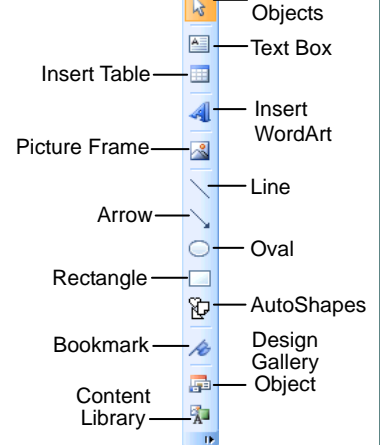 Objects
Text Box
Insert Table
Insert
WordArt
Picture Frame
Line
Arrow
Oval
Rectangle
AutoShapes
Bookmark
Design
Gallery
Object
Content
Library